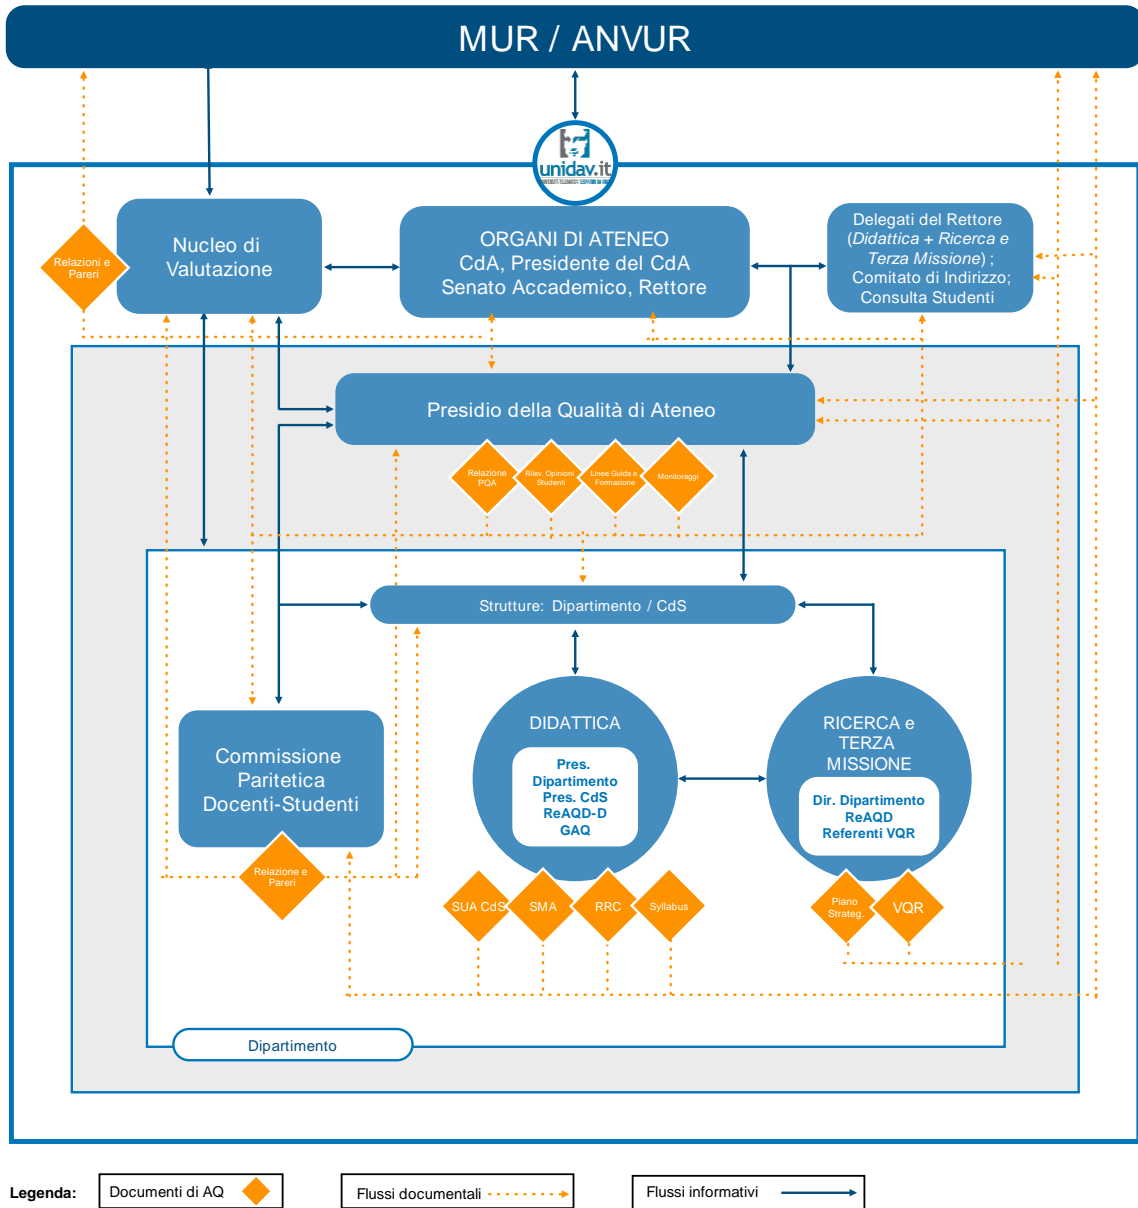 MUR / ANVUR
unidav.it
Relazioni e
Pareri
Nucleo di
Valutazione
ORGANI DI ATENEO
CdA, Presidente del CdA
Senato Accademico, Rettore
Delegati del Rettore
(Didattica + Ricerca e
Terza Missione) ;
Comitato di Indirizzo;
Consulta Studenti
Presidio della Qualità di Ateneo
Relazione
PQA
Rilev. Opinioni
Studenti
Linee Guida e
Formazione
Monitoraggi
Strutture: Dipartimento / CdS
Commissione
Paritetica
Docenti-Studenti
Relazione e
Pareri
DIDATTICA
Pres.
Dipartimento
Pres. CdS
ReAQD-D
GAQ
RICERCA e
TERZA
MISSIONE
Dir. Dipartimento
ReAQD
Referenti VQR
SUA CdS
SMA
RRC
Syllabus
Piano
Strateg.
VQR
Dipartimento
Legenda:
Documenti di AQ
Flussi documentali
Flussi informativi